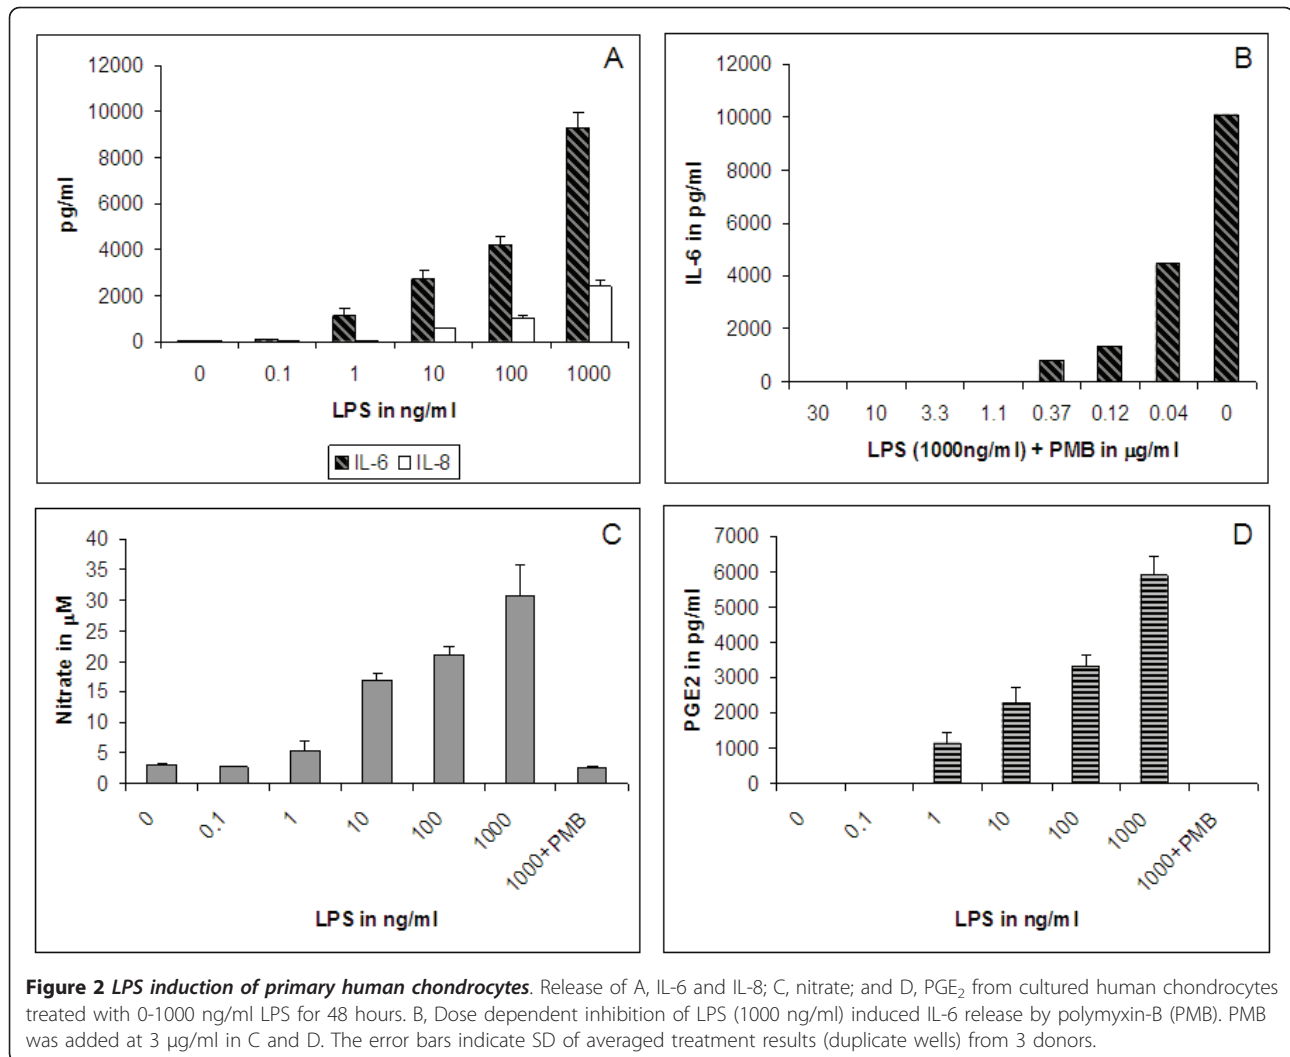 A
12000
10000
8000
6000
4000
2000
0
pg/ml
0 0.1 1 10 100 1000
LPS in ng/ml
IL-6 IL-8
B
12000
10000
8000
6000
4000
2000
0
IL-6 in pg/ml
30 10 3.3 1.1 0.37 0.12 0.04 0
LPS (1000ng/ml) + PMB in μg/ml
C
40
35
30
25
20
15
10
5
0
Nitrate in μM
0 0.1 1 10 100 1000 1000+PMB
LPS in ng/ml
D
7000
6000
5000
4000
3000
2000
1000
0
PGE2 in pg/ml
0 0.1 1 10 100 1000 1000+PMB
LPS in ng/ml
Figure 2 LPS induction of primary human chondrocytes. Release of A, IL-6 and IL-8; C, nitrate; and D, PGE₂ from cultured human chondrocytes
treated with 0-1000 ng/ml LPS for 48 hours. B, Dose dependent inhibition of LPS (1000 ng/ml) induced IL-6 release by polymyxin-B (PMB). PMB
was added at 3 μg/ml in C and D. The error bars indicate SD of averaged treatment results (duplicate wells) from 3 donors.